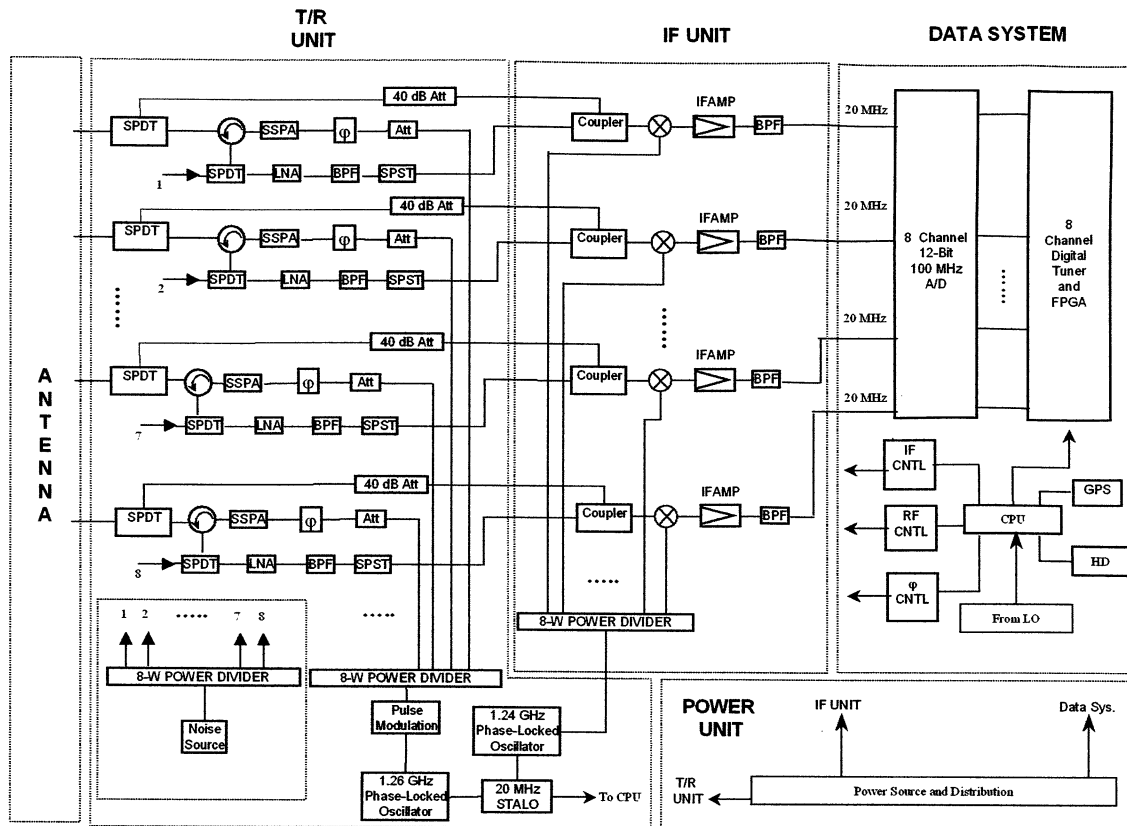 T/R
UNIT
IF UNIT
DATA SYSTEM
ANTENNA
40 dB Att
SPDT
SSPA
φ
Att
1
SPDT
LNA
BPF
SPST
Coupler
IFAMP
BPF
20 MHz
40 dB Att
SPDT
SSPA
φ
Att
2
SPDT
LNA
BPF
SPST
Coupler
IFAMP
BPF
20 MHz
40 dB Att
SPDT
SSPA
φ
Att
7
SPDT
LNA
BPF
SPST
Coupler
IFAMP
BPF
20 MHz
40 dB Att
SPDT
SSPA
φ
Att
8
SPDT
LNA
BPF
SPST
Coupler
IFAMP
BPF
20 MHz
8 Channel
12-Bit
100 MHz
A/D
8
Channel
Digital
Tuner
and
FPGA
IF
CNTL
RF
CNTL
φ
CNTL
CPU
GPS
HD
From LO
1 2 ..... 7 8
8-W POWER DIVIDER
Noise
Source
8-W POWER DIVIDER
Pulse
Modulation
1.26 GHz
Phase-Locked
Oscillator
8-W POWER DIVIDER
1.24 GHz
Phase-Locked
Oscillator
20 MHz
STALO
To CPU
POWER
UNIT
IF UNIT
Data Sys.
T/R
UNIT
Power Source and Distribution